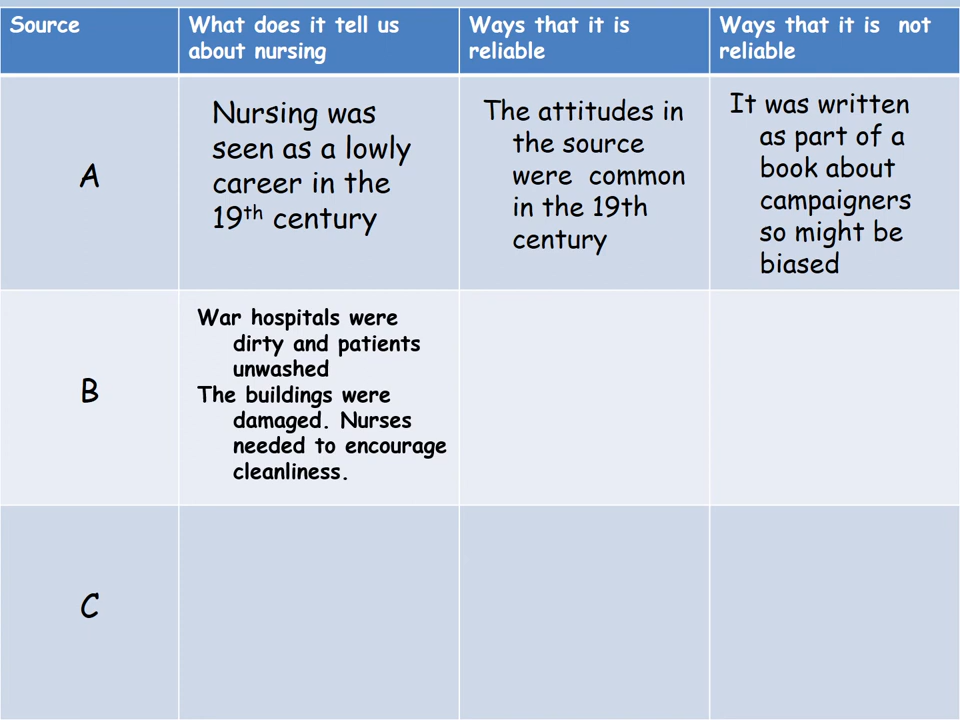 Source
What does it tell us
about nursing
Ways that it is
reliable
Ways that it is not
reliable
A
Nursing was
seen as a lowly
career in the
19th century
The attitudes in
the source
were common
in the 19th
century
It was written
as part of a
book about
campaigners
so might be
biased
B
War hospitals were
dirty and patients
unwashed
The buildings were
damaged. Nurses
needed to encourage
cleanliness.
C